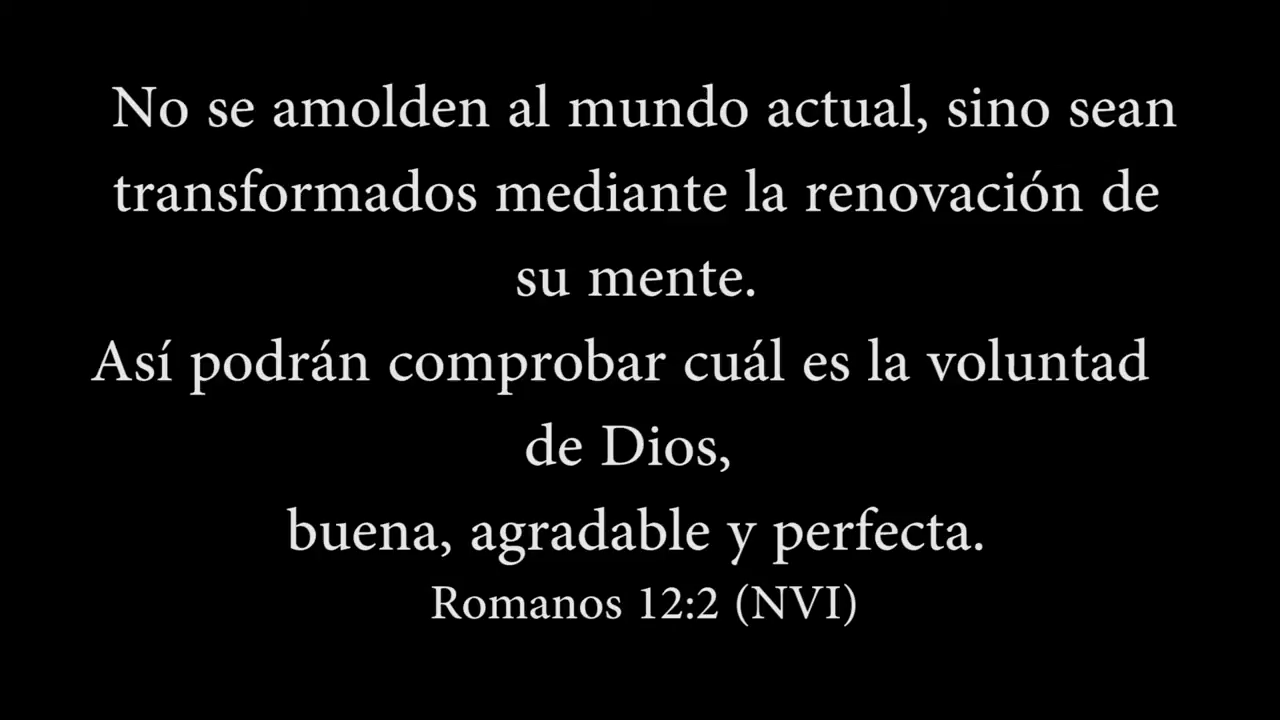 No se amolden al mundo actual, sino sean
transformados mediante la renovación de
su mente.
Así podrán comprobar cuál es la voluntad
de Dios,
buena, agradable y perfecta.
Romanos 12:2 (NVI)